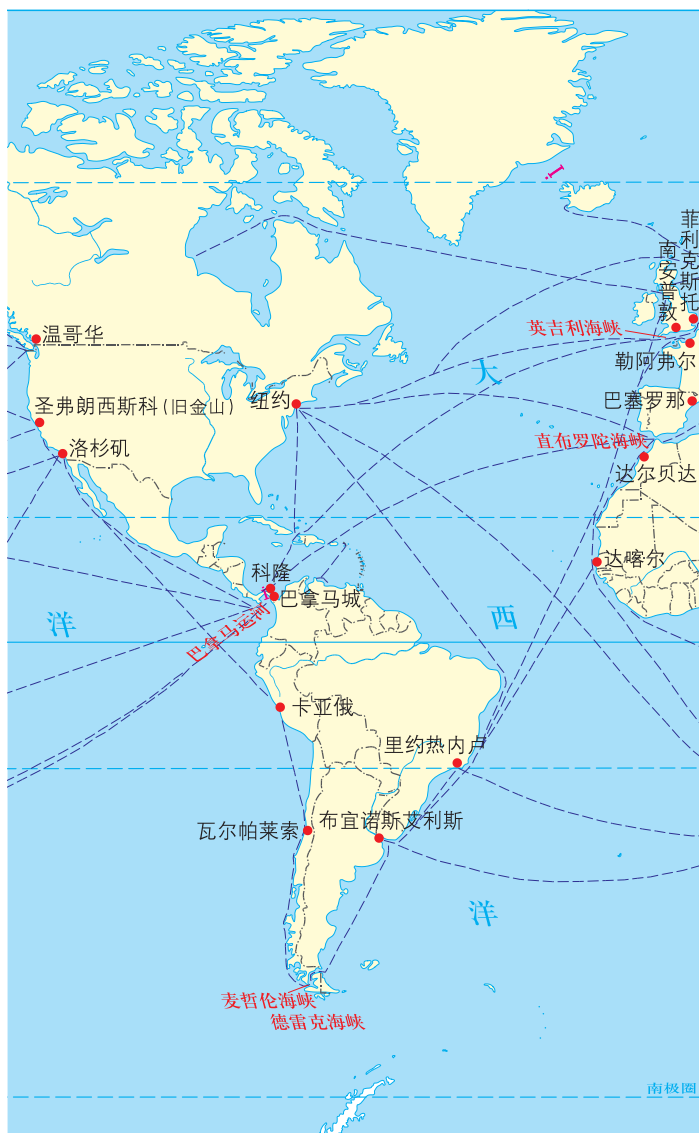 菲利克斯托
南安普敦
英吉利海峡
温哥华
勒阿弗尔
大
纽约
巴塞罗那
圣弗朗西斯科(旧金山)
直布罗陀海峡
洛杉矶
达尔贝达
达喀尔
科隆
巴拿马城
巴拿马运河
洋
西
卡亚俄
里约热内卢
布宜诺斯艾利斯
瓦尔帕莱索
洋
麦哲伦海峡
德雷克海峡
南极圈